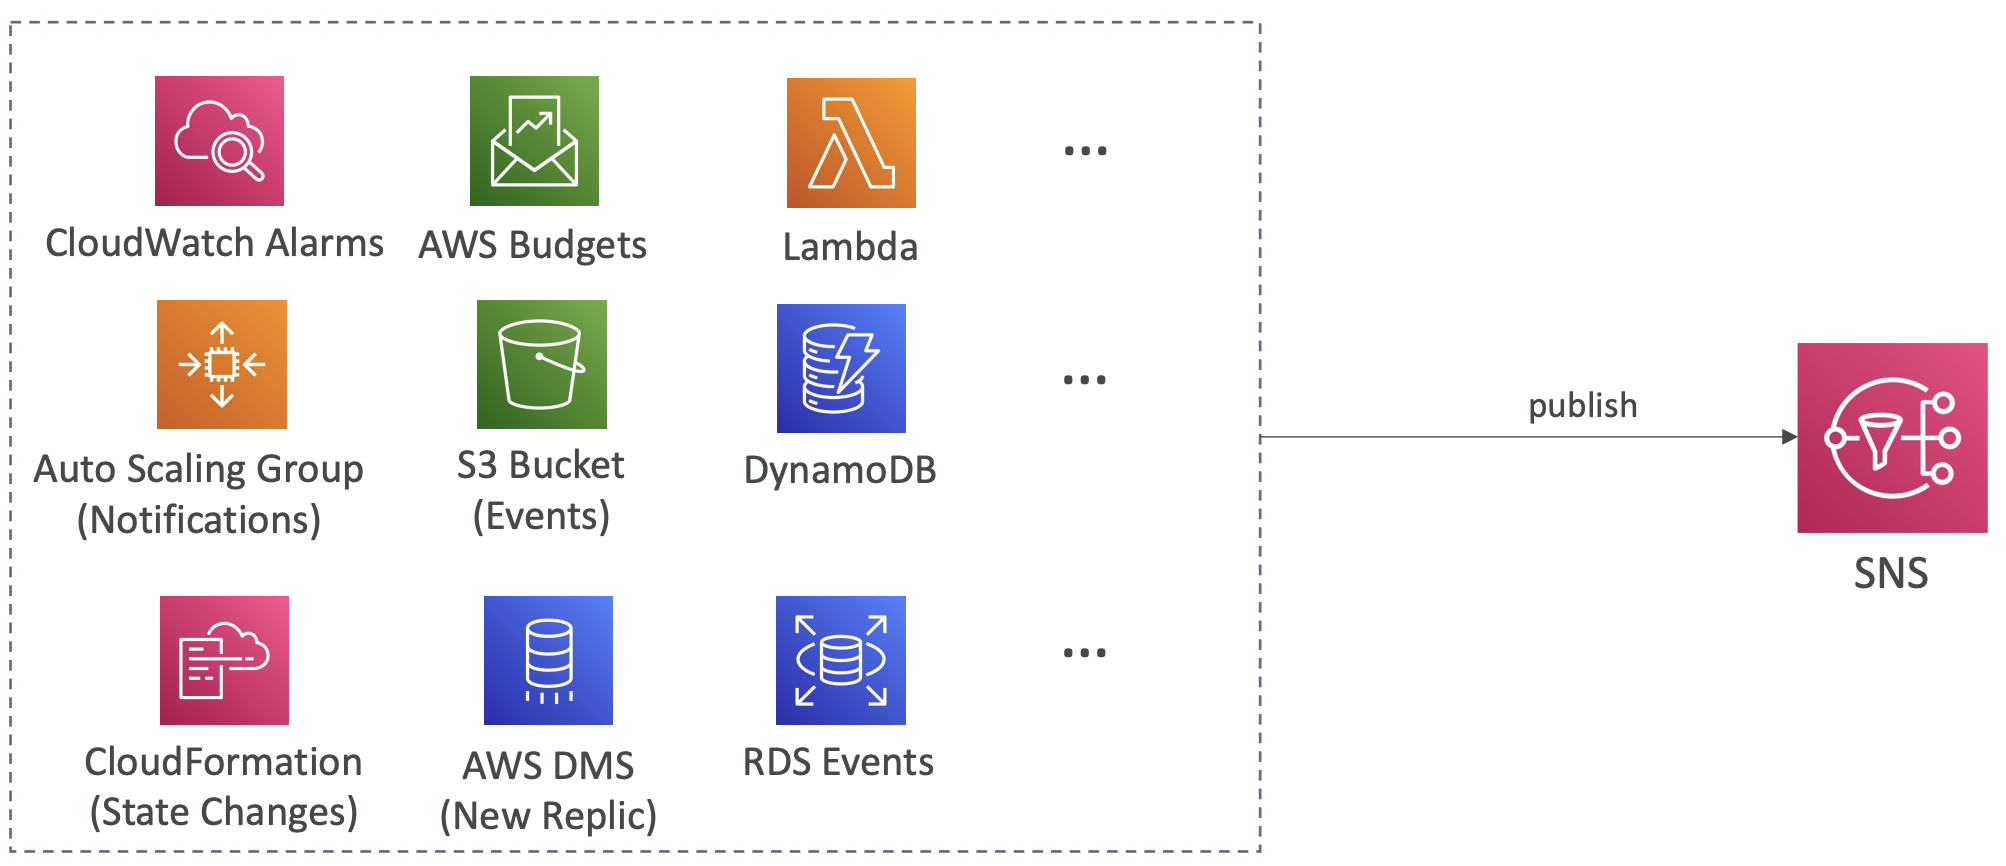 CloudWatch Alarms
AWS Budgets
Lambda
...
Auto Scaling Group
(Notifications)
S3 Bucket
(Events)
DynamoDB
...
CloudFormation
(State Changes)
AWS DMS
(New Replic)
RDS Events
...
publish
SNS